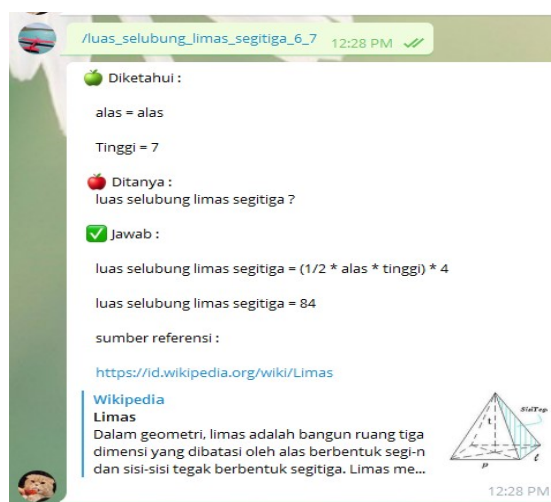 /luas_selubung_limas_segitiga_6_7 12:28 PM
Diketahui :
alas = alas
Tinggi = 7
Ditanya :
luas selubung limas segitiga ?
Jawab :
luas selubung limas segitiga = (1/2 * alas * tinggi) * 4
luas selubung limas segitiga = 84
sumber referensi :
https://id.wikipedia.org/wiki/Limas
Wikipedia
Limas
Dalam geometri, limas adalah bangun ruang tiga
dimensi yang dibatasi oleh alas berbentuk segi-n
dan sisi-sisi tegak berbentuk segitiga. Limas me...
t
p
ℓ
12:28 PM